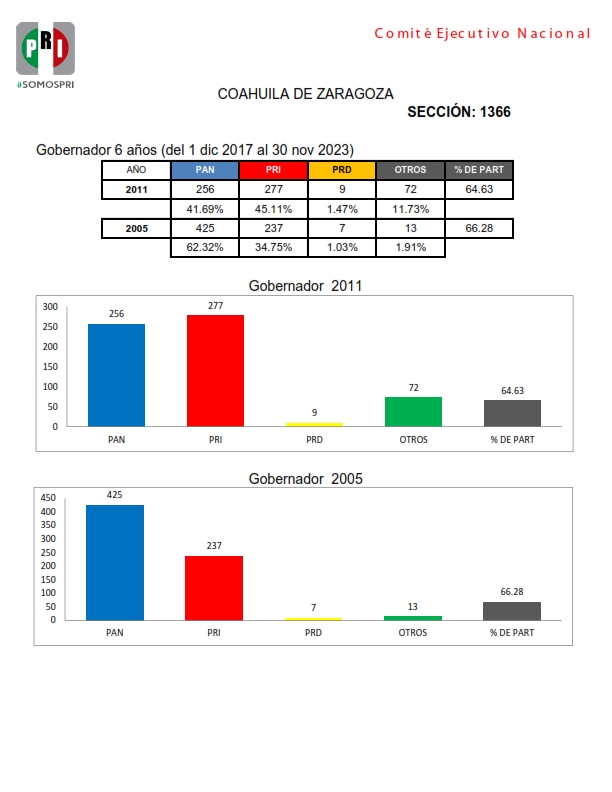 PRI
#SOMOSPRI
Comité Ejecutivo Nacional
COAHUILA DE ZARAGOZA
SECCIÓN: 1366
Gobernador 6 años (del 1 dic 2017 al 30 nov 2023)
AÑO PAN PRI PRD OTROS % DE PART
2011 256 277 9 72 64.63
41.69% 45.11% 1.47% 11.73%
2005 425 237 7 13 66.28
62.32% 34.75% 1.03% 1.91%
Gobernador 2011
300
250
200
150
100
50
0
256
277
9
72
64.63
PAN PRI PRD OTROS % DE PART
Gobernador 2005
450
400
350
300
250
200
150
100
50
0
425
237
7
13
66.28
PAN PRI PRD OTROS % DE PART